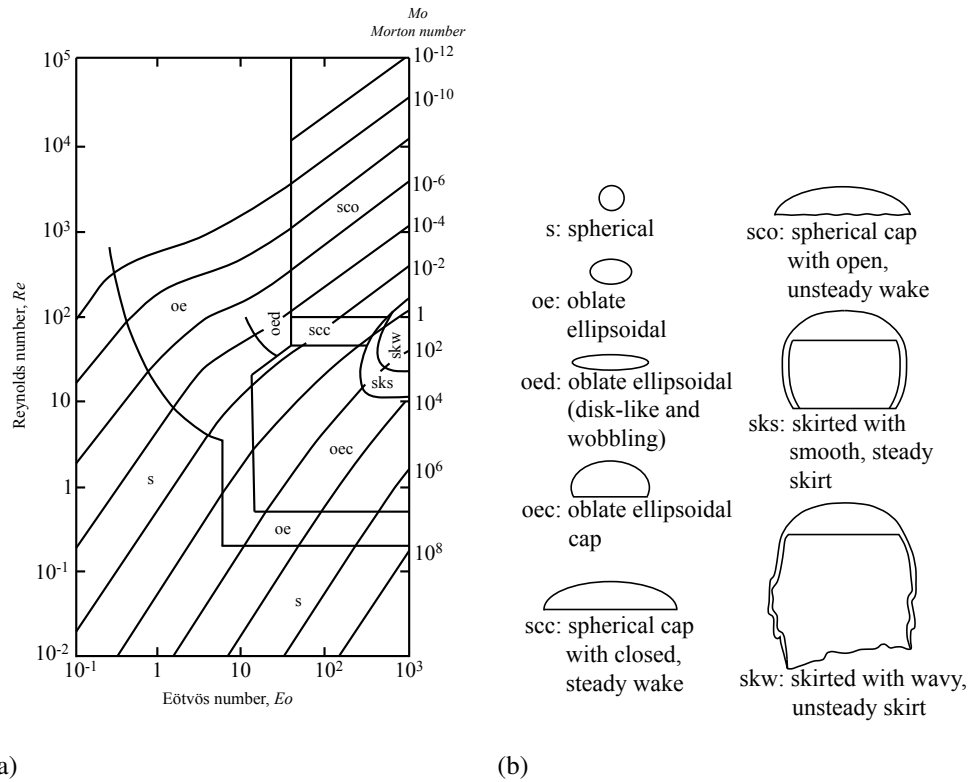 Mo
Morton number
10^5
10^4
10^3
10^2
10
1
10^-1
10^-2
Reynolds number, Re
10^-1
1
10
10^2
10^3
Eötvös number, Eo
10^-12
10^-10
10^-6
10^-4
10^-2
1
10^2
10^4
10^6
10^8
sco
oe
oed
scc
skw
sks
oec
s
oe
s
a)
s: spherical
oe: oblate
ellipsoidal
oed: oblate ellipsoidal
(disk-like and
wobbling)
oec: oblate ellipsoidal
cap
scc: spherical cap
with closed,
steady wake
sco: spherical cap
with open,
unsteady wake
sks: skirted with
smooth, steady
skirt
skw: skirted with wavy,
unsteady skirt
(b)